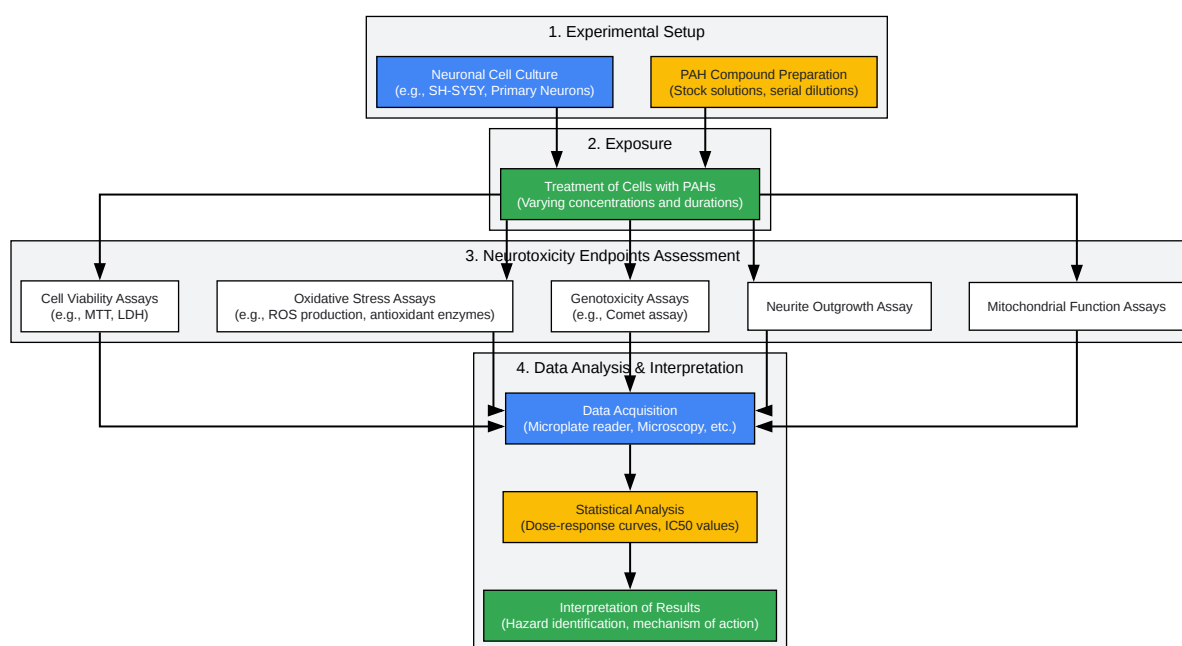 1. Experimental Setup
Neuronal Cell Culture
(e.g., SH-SY5Y, Primary Neurons)
PAH Compound Preparation
(Stock solutions, serial dilutions)
2. Exposure
Treatment of Cells with PAHs
(Varying concentrations and durations)
3. Neurotoxicity Endpoints Assessment
Cell Viability Assays
(e.g., MTT, LDH)
Oxidative Stress Assays
(e.g., ROS production, antioxidant enzymes)
Genotoxicity Assays
(e.g., Comet assay)
Neurite Outgrowth Assay
Mitochondrial Function Assays
4. Data Analysis & Interpretation
Data Acquisition
(Microplate reader, Microscopy, etc.)
Statistical Analysis
(Dose-response curves, IC50 values)
Interpretation of Results
(Hazard identification, mechanism of action)